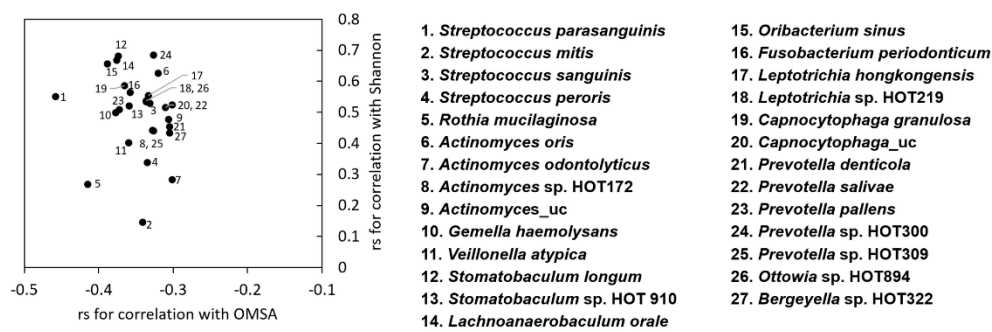 0.8
0.7
0.6
0.5
0.4
0.3
0.2
0.1
0
rs for correlation with Shannon
-0.5
-0.4
-0.3
-0.2
-0.1
rs for correlation with OMSA
12
24
14
15
6
17
19
16
18, 26
1
23
3
20, 22
10
13
9
21
27
11
8, 25
4
5
7
2
1. Streptococcus parasanguinis
2. Streptococcus mitis
3. Streptococcus sanguinis
4. Streptococcus peroris
5. Rothia mucilaginosa
6. Actinomyces oris
7. Actinomyces odontolyticus
8. Actinomyces sp. HOT172
9. Actinomyces_uc
10. Gemella haemolysans
11. Veillonella atypica
12. Stomatobaculum longum
13. Stomatobaculum sp. HOT 910
14. Lachnoanaerobaculum orale
15. Oribacterium sinus
16. Fusobacterium periodonticum
17. Leptotrichia hongkongensis
18. Leptotrichia sp. HOT219
19. Capnocytophaga granulosa
20. Capnocytophaga_uc
21. Prevotella denticola
22. Prevotella salivae
23. Prevotella pallens
24. Prevotella sp. HOT300
25. Prevotella sp. HOT309
26. Ottowia sp. HOT894
27. Bergeyella sp. HOT322